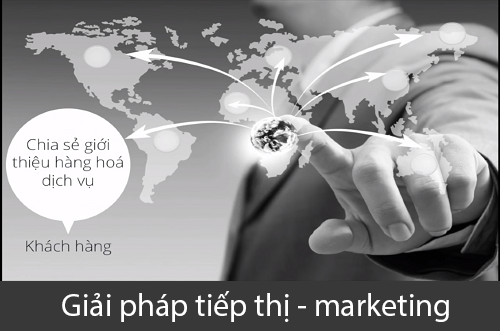 Chia sẻ giới
thiệu hàng hoá
dịch vụ
Khách hàng
Giải pháp tiếp thị - marketing